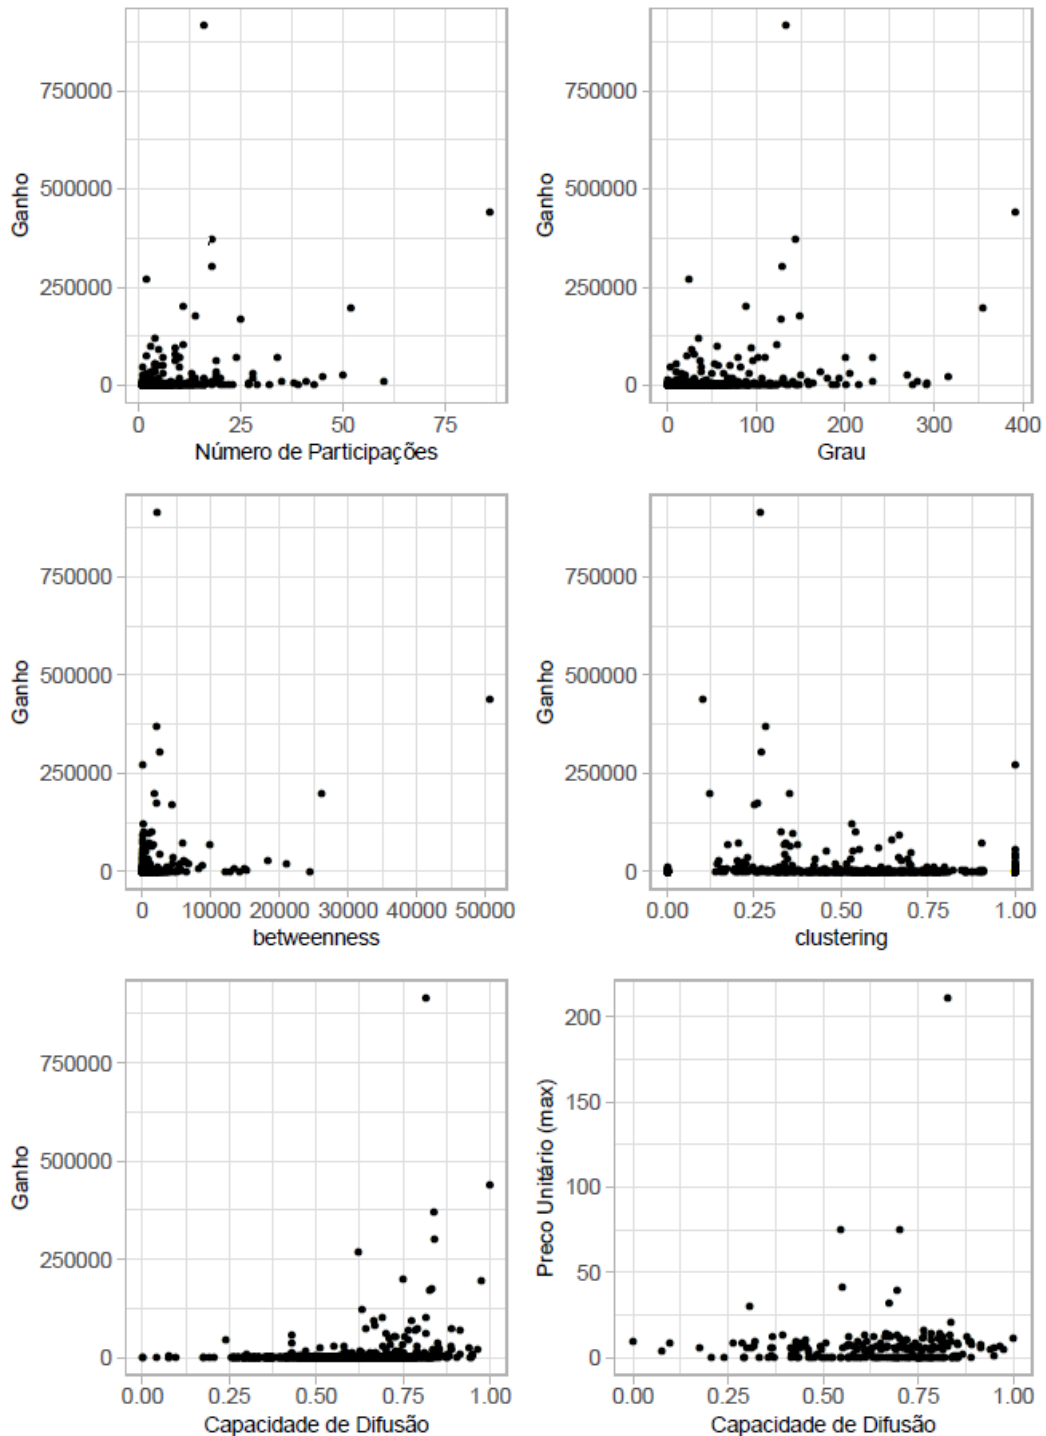 Ganho
750000
500000
250000
0
0 25 50 75
Número de Participações
Ganho
750000
500000
250000
0
0 100 200 300 400
Grau
Ganho
750000
500000
250000
0
0 10000 20000 30000 40000 50000
betweenness
Ganho
750000
500000
250000
0
0.00 0.25 0.50 0.75 1.00
clustering
Ganho
750000
500000
250000
0
0.00 0.25 0.50 0.75 1.00
Capacidade de Difusão
Preco Unitário (max)
200
150
100
50
0
0.00 0.25 0.50 0.75 1.00
Capacidade de Difusão